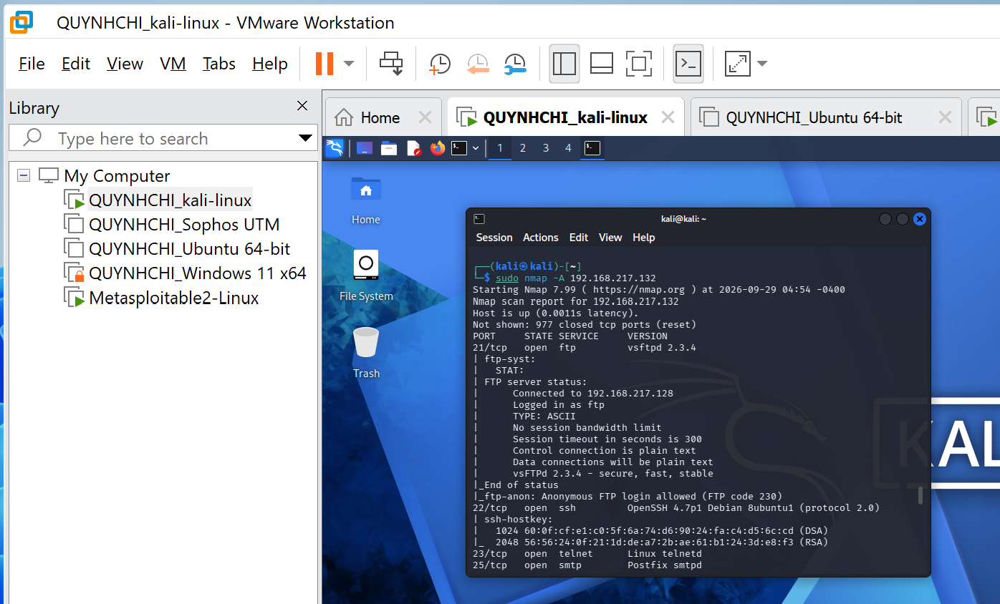 QUYNHCHI_kali-linux - VMware Workstation
File Edit View VM Tabs Help
Library
Type here to search
My Computer
QUYNHCHI_kali-linux
QUYNHCHI_Sophos UTM
QUYNHCHI_Ubuntu 64-bit
QUYNHCHI_Windows 11 x64
Metasploitable2-Linux
Home QUYNHCHI_kali-linux QUYNHCHI_Ubuntu 64-bit
1 2 3 4
Home
File System
Trash
kali@kali: ~
Session Actions Edit View Help
┌──(kali㉿kali)-[~]
└─$ sudo nmap -A 192.168.217.132
Starting Nmap 7.99 ( https://nmap.org ) at 2026-09-29 04:54 -0400
Nmap scan report for 192.168.217.132
Host is up (0.0011s latency).
Not shown: 977 closed tcp ports (reset)
PORT     STATE SERVICE     VERSION
21/tcp   open  ftp         vsftpd 2.3.4
| ftp-syst:
|   STAT:
| FTP server status:
|      Connected to 192.168.217.128
|      Logged in as ftp
|      TYPE: ASCII
|      No session bandwidth limit
|      Session timeout in seconds is 300
|      Control connection is plain text
|      Data connections will be plain text
|      vsFTPd 2.3.4 - secure, fast, stable
|_End of status
|_ftp-anon: Anonymous FTP login allowed (FTP code 230)
22/tcp   open  ssh         OpenSSH 4.7p1 Debian 8ubuntu1 (protocol 2.0)
| ssh-hostkey:
|   1024 60:0f:cf:e1:c0:5f:6a:74:d6:90:24:fa:c4:d5:6c:cd (DSA)
|_  2048 56:56:24:0f:21:1d:de:a7:2b:ae:61:b1:24:3d:e8:f3 (RSA)
23/tcp   open  telnet      Linux telnetd
25/tcp   open  smtp        Postfix smtpd
KAL